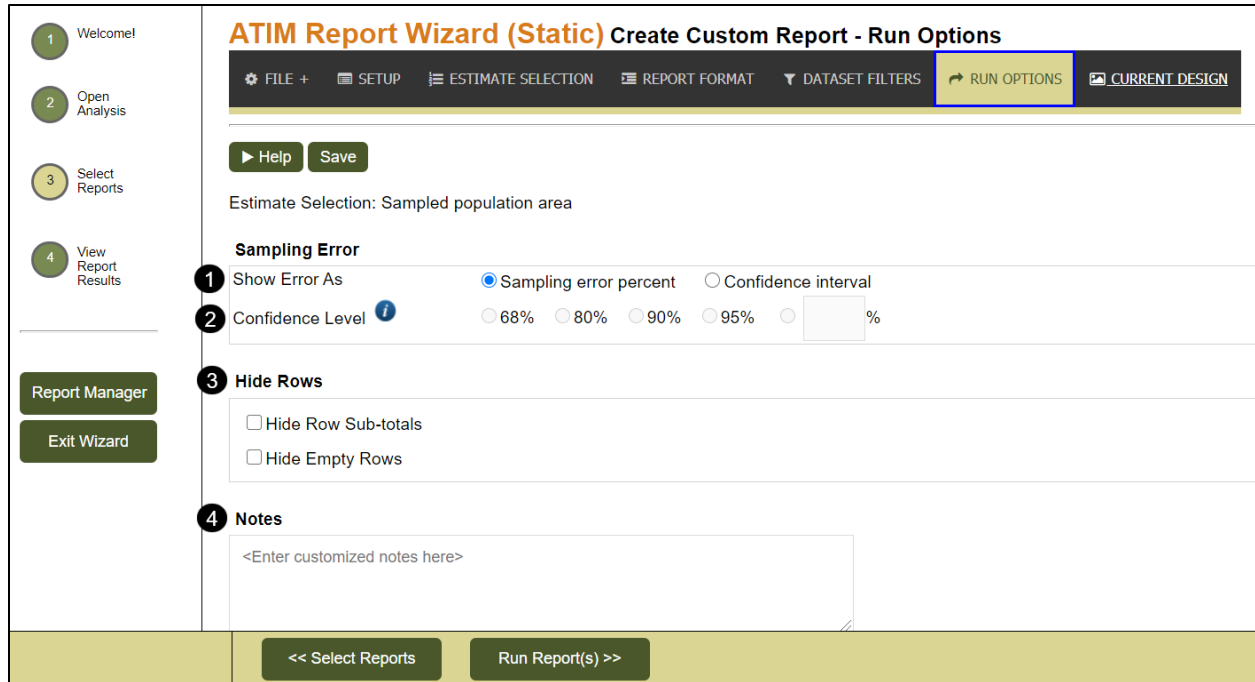 1 Welcome!
2 Open
Analysis
3 Select
Reports
4 View
Report
Results
Report Manager
Exit Wizard
ATIM Report Wizard (Static) Create Custom Report - Run Options
FILE + SETUP ESTIMATE SELECTION REPORT FORMAT DATASET FILTERS RUN OPTIONS CURRENT DESIGN
Help Save
Estimate Selection: Sampled population area
Sampling Error
1 Show Error As Sampling error percent Confidence interval
2 Confidence Level i 68% 80% 90% 95% %
3 Hide Rows
Hide Row Sub-totals
Hide Empty Rows
4 Notes
<Enter customized notes here>
<< Select Reports Run Report(s) >>